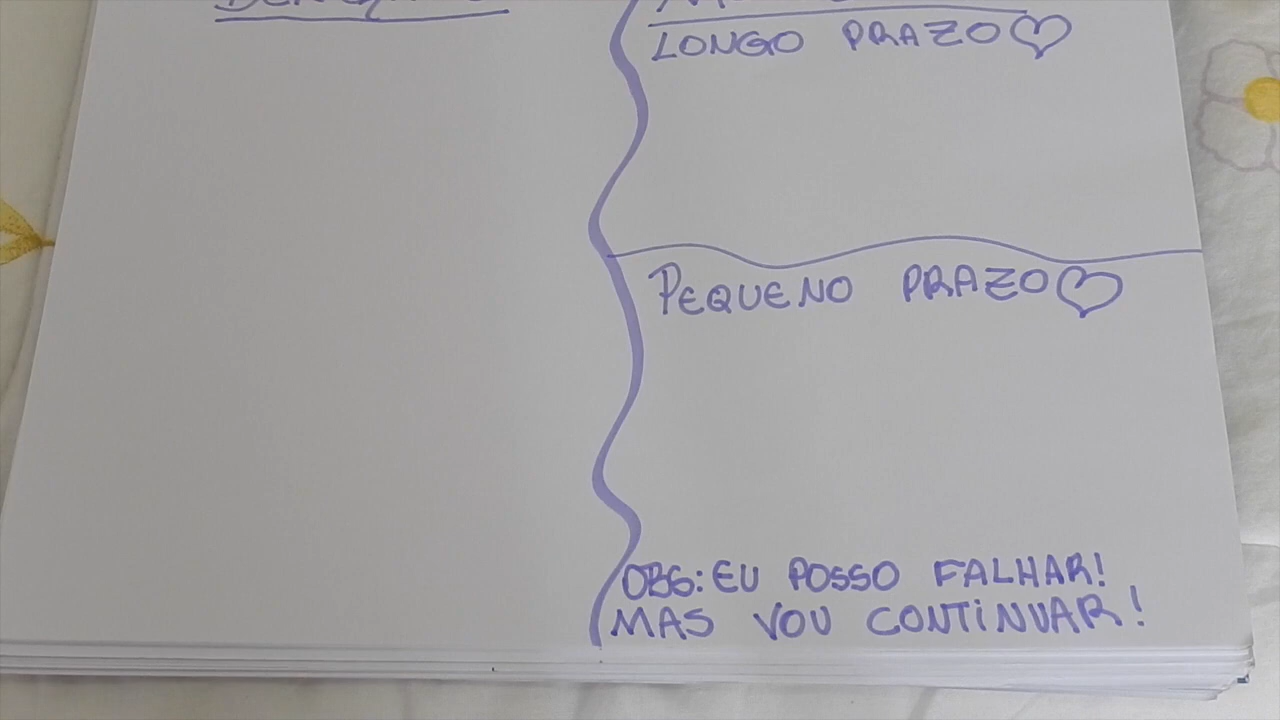 LONGO PRAZO
PEQUENO PRAZO
OBS: EU POSSO FALHAR!
MAS VOU CONTINUAR!